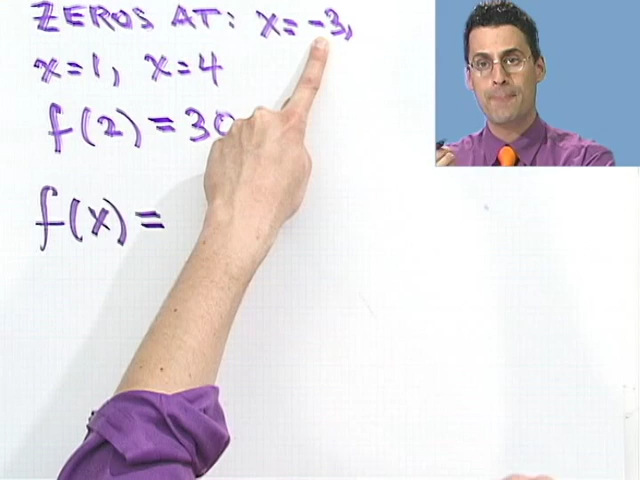 ZEROS AT: x = -3,
x = 1, x = 4
f(2) = 30
f(x) =